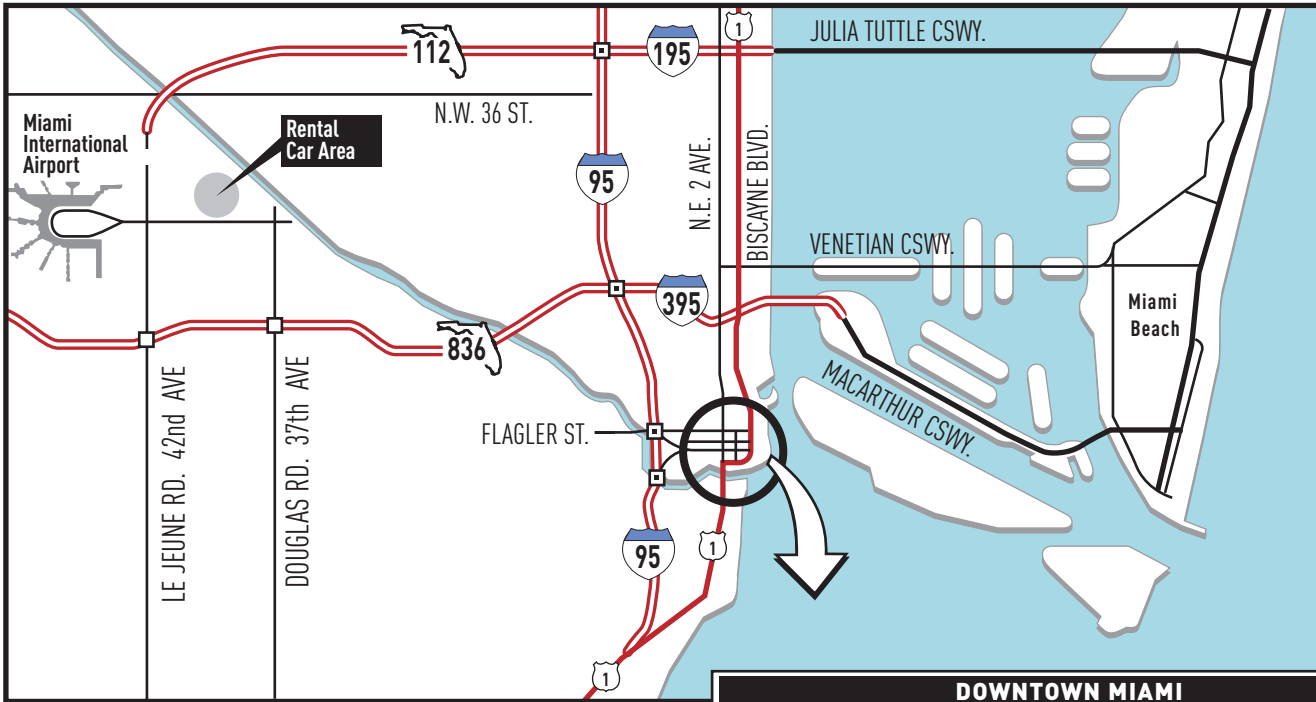 1
JULIA TUTTLE CSWY.
112
195
N.W. 36 ST.
Miami
International
Airport
Rental
Car Area
95
N.E. 2 AVE.
BISCAYNE BLVD.
VENETIAN CSWY.
395
Miami
Beach
836
MACARTHUR CSWY.
FLAGLER ST.
LE JEUNE RD. 42nd AVE
DOUGLAS RD. 37th AVE
95
1
1
DOWNTOWN MIAMI